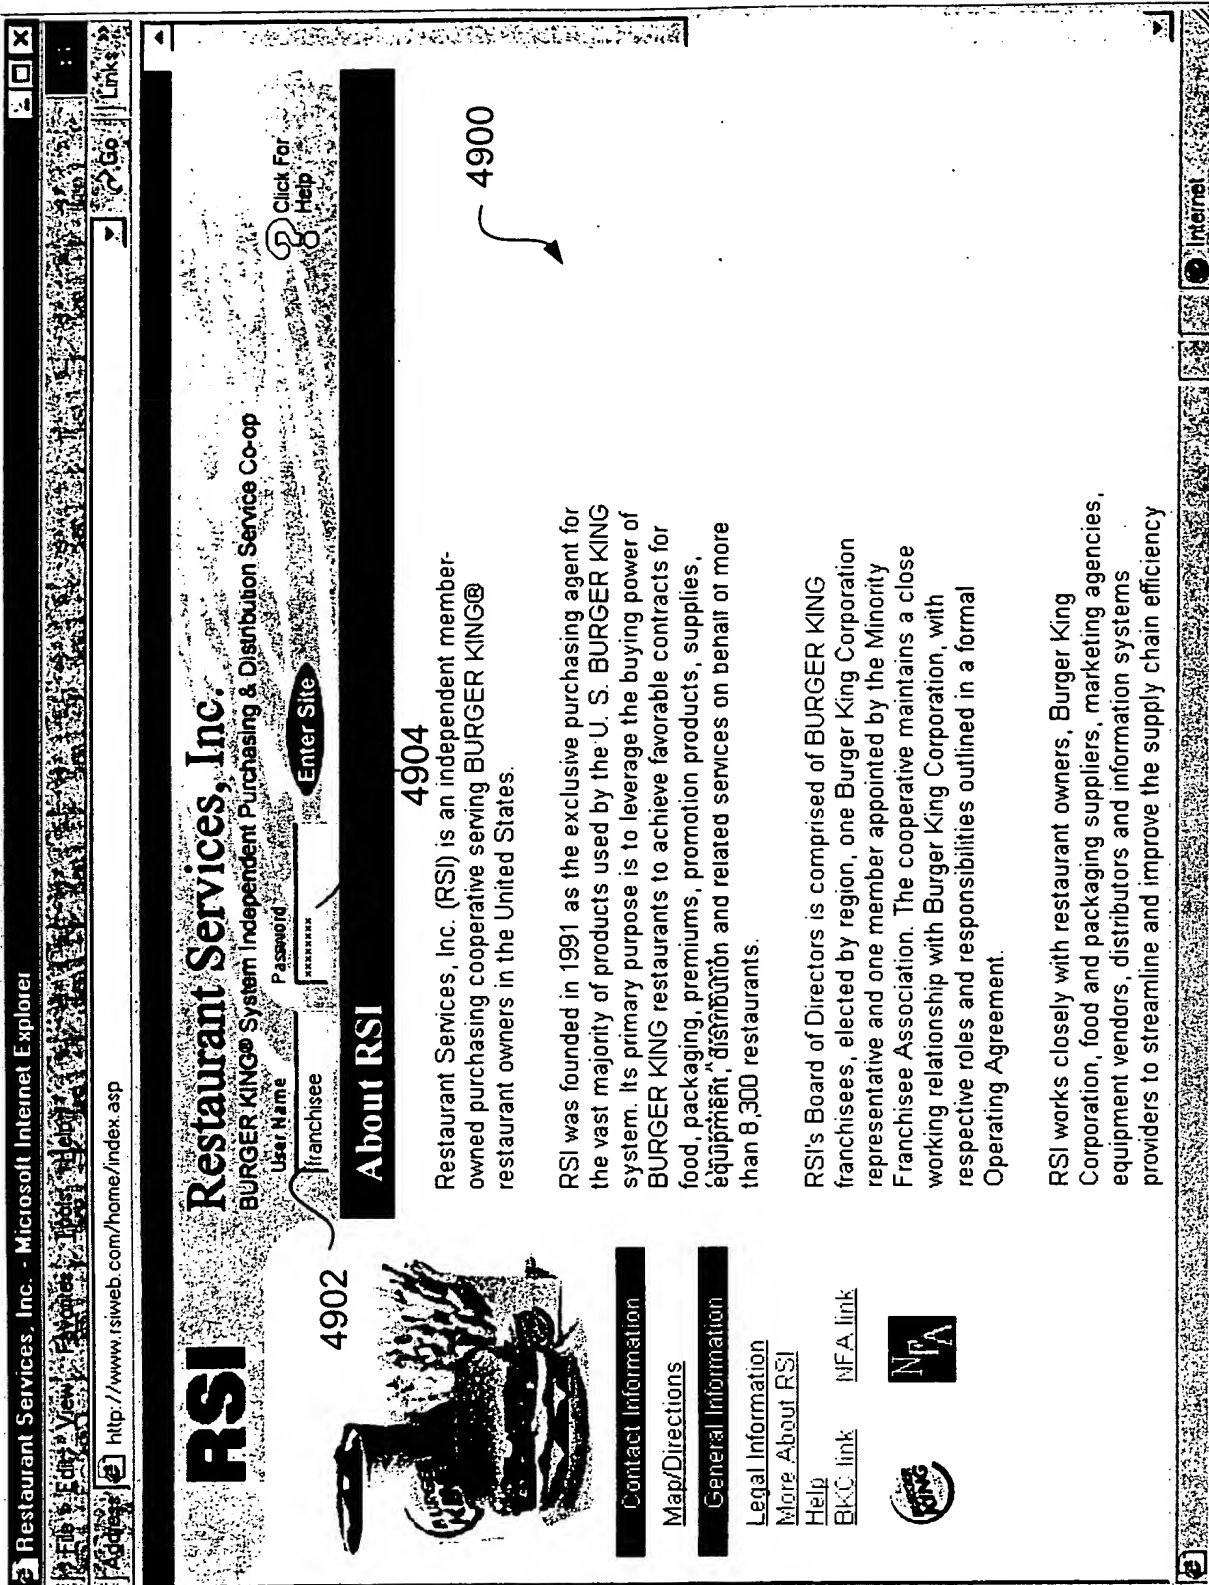 Restaurant Services, Inc. - Microsoft Internet Explorer
File Edit View Favorites Tools Help
Address http://www.rsiweb.com/home/index.asp Go Links »
RSI
Restaurant Services, Inc.
BURGER KING® System Independent Purchasing & Distribution Service Co-op
User Name Password
franchisee ******** Enter Site
Click For
Help
About RSI
4902
4904
4900
Restaurant Services, Inc. (RSI) is an independent member-
owned purchasing cooperative serving BURGER KING®
restaurant owners in the United States.
RSI was founded in 1991 as the exclusive purchasing agent for
the vast majority of products used by the U. S. BURGER KING
system. Its primary purpose is to leverage the buying power of
BURGER KING restaurants to achieve favorable contracts for
food, packaging, premiums, promotion products, supplies,
equipment, distribution and related services on behalf of more
than 8,300 restaurants.
RSI's Board of Directors is comprised of BURGER KING
franchisees, elected by region, one Burger King Corporation
representative and one member appointed by the Minority
Franchisee Association. The cooperative maintains a close
working relationship with Burger King Corporation, with
respective roles and responsibilities outlined in a formal
Operating Agreement.
RSI works closely with restaurant owners, Burger King
Corporation, food and packaging suppliers, marketing agencies,
equipment vendors, distributors and information systems
providers to streamline and improve the supply chain efficiency
BURGER
Contact Information
Map/Directions
General Information
Legal Information
More About RSI
Help
BKC link NFA link
BURGER
KING
NFA
Internet